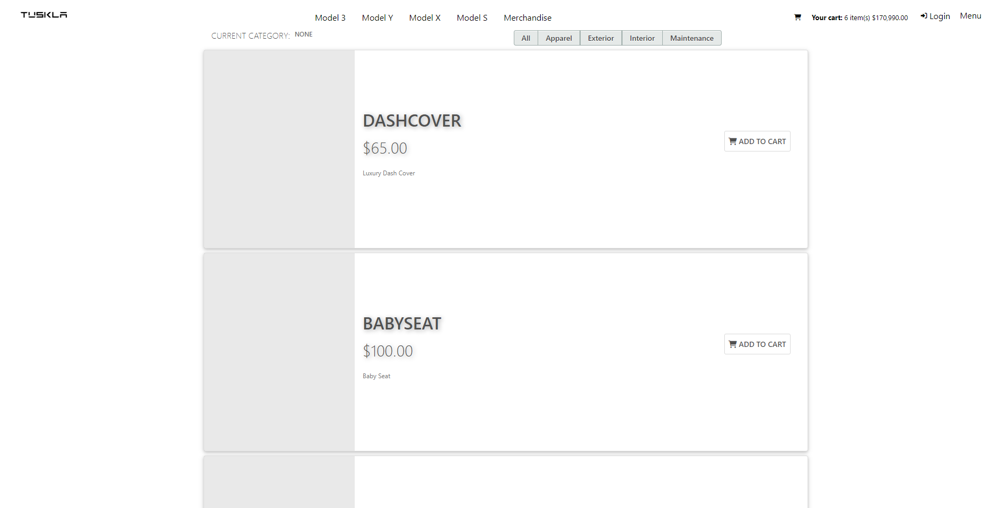 TUSKLA
Model 3 Model Y Model X Model S Merchandise
Your cart: 6 item(s) $170,990.00
Login
Menu
CURRENT CATEGORY: NONE
All Apparel Exterior Interior Maintenance
DASHCOVER
$65.00
Luxury Dash Cover
ADD TO CART
BABYSEAT
$100.00
Baby Seat
ADD TO CART